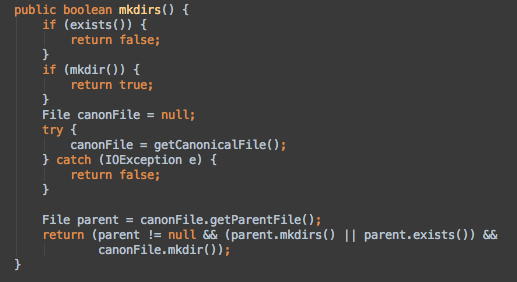 public boolean mkdirs() {
    if (exists()) {
        return false;
    }
    if (mkdir()) {
        return true;
    }
    File canonFile = null;
    try {
        canonFile = getCanonicalFile();
    } catch (IOException e) {
        return false;
    }

    File parent = canonFile.getParentFile();
    return (parent != null && (parent.mkdirs() || parent.exists()) &&
            canonFile.mkdir());
}